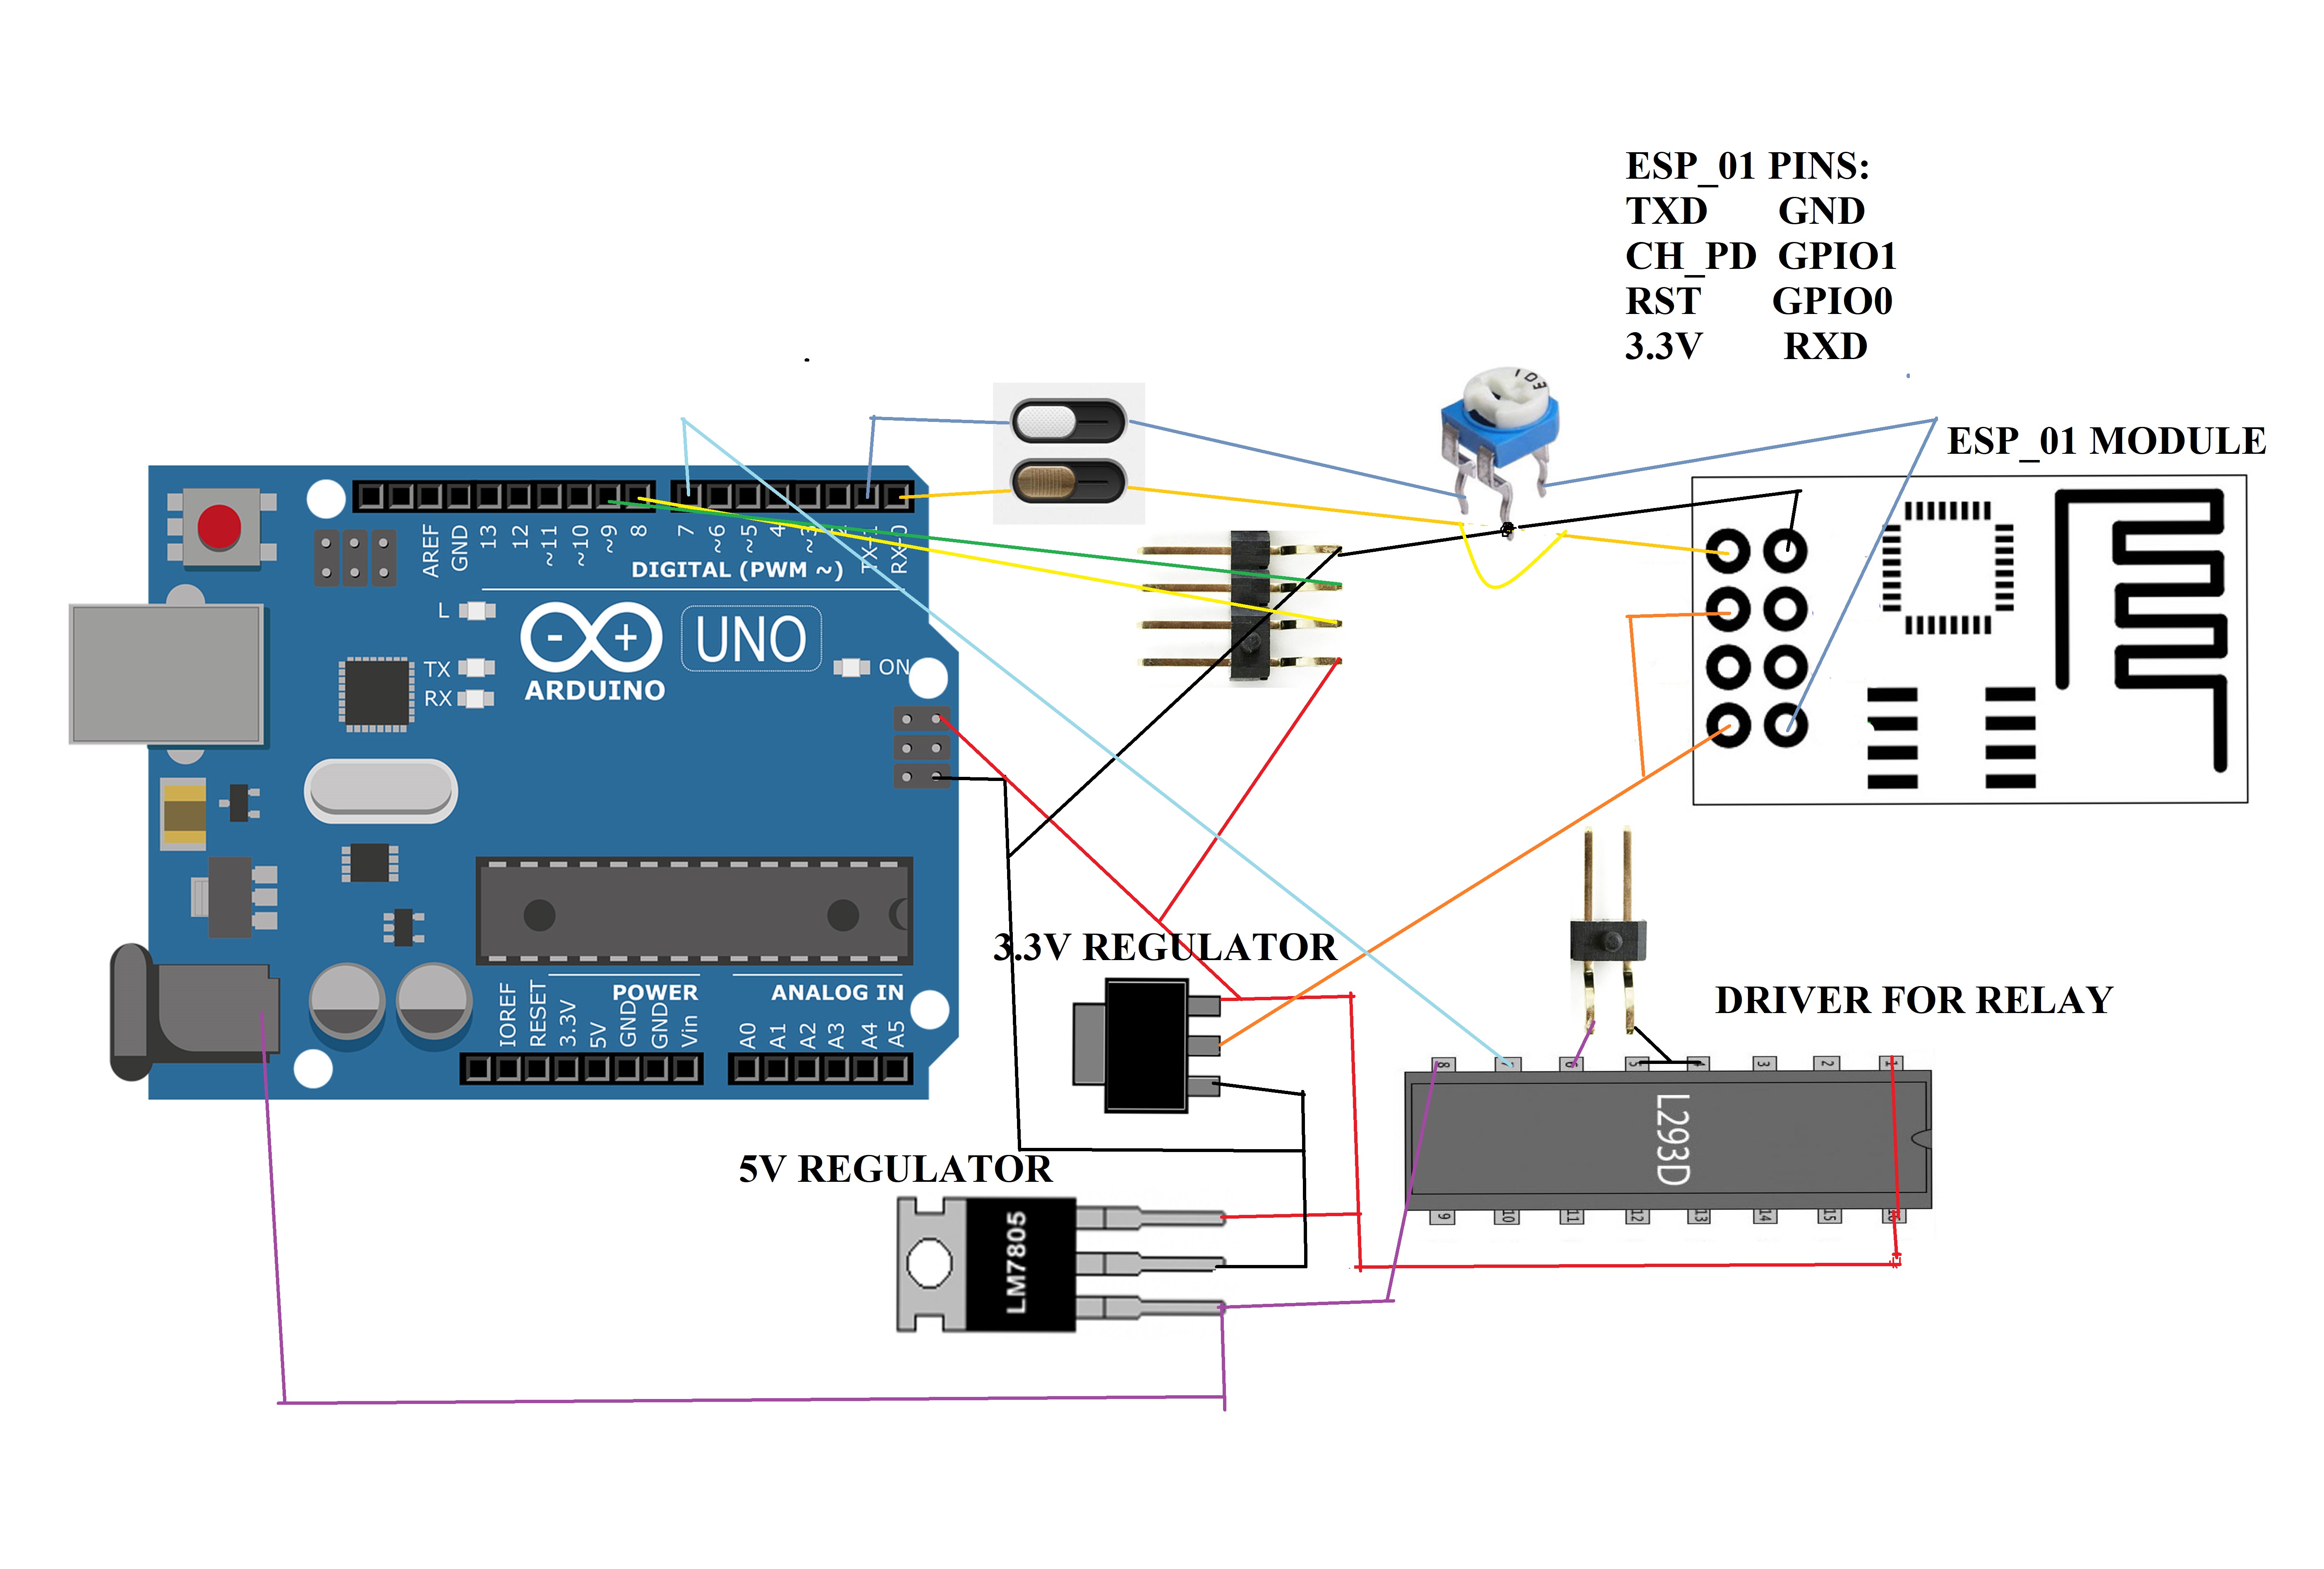 ESP_01 PINS:
TXD GND
CH_PD GPIO1
RST GPIO0
3.3V RXD
ESP_01 MODULE
AREF
GND
13
12
~11
~10
~9
8
7
~6
~5
4
~3
2
TX→1
RX←0
DIGITAL (PWM ~)
L
TX
RX
- +
ARDUINO
UNO
ON
IOREF
RESET
3.3V
5V
GND
GND
Vin
POWER
A0
A1
A2
A3
A4
A5
ANALOG IN
3.3V REGULATOR
5V REGULATOR
LM7805
DRIVER FOR RELAY
8 7 6 5 4 3 2 1
L293D
9 10 11 12 13 14 15 16